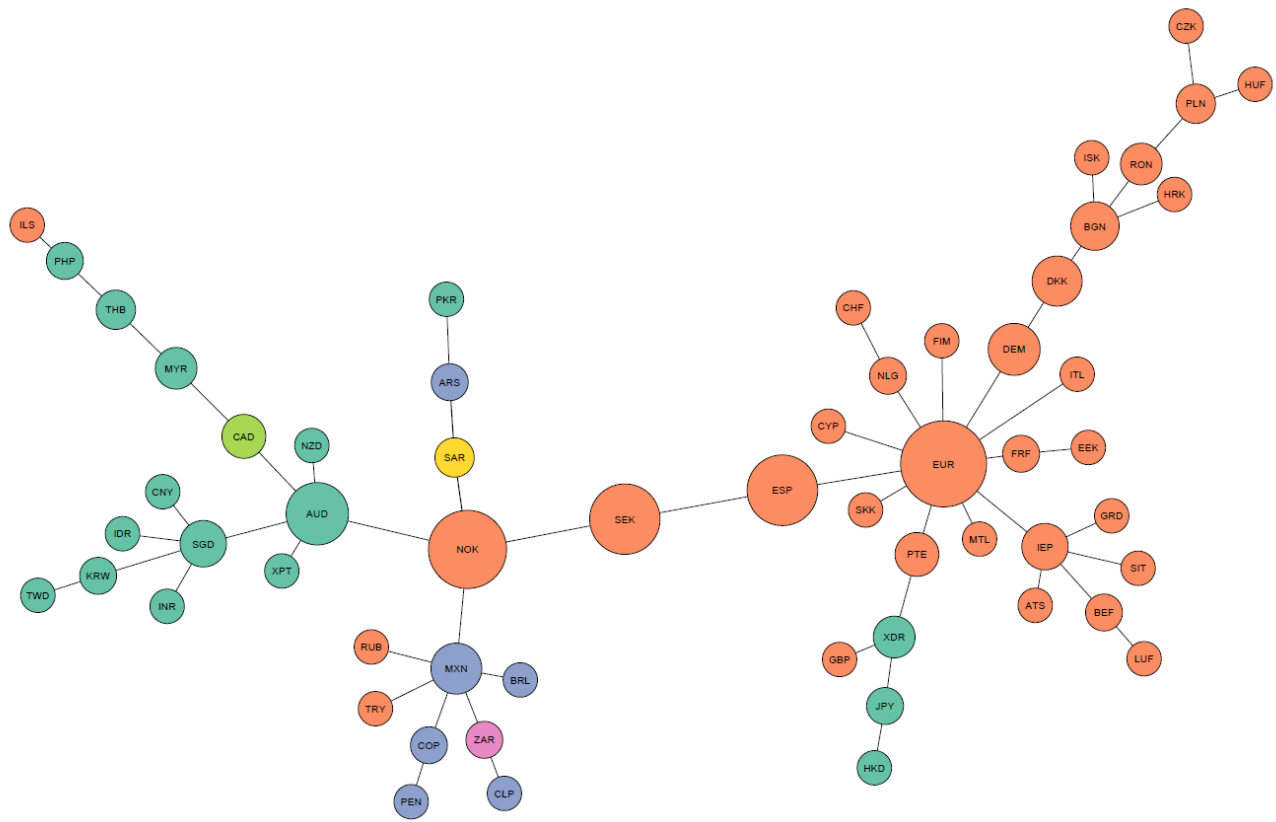 CZK
HUF
PLN
ISK
RON
HRK
ILS
BGN
PHP
DKK
PKR
THB
CHF
FIM
DEM
MYR
ARS
NLG
ITL
CYP
CAD
NZD
SAR
FRF
EEK
EUR
CNY
ESP
SKK
AUD
SEK
GRD
IDR
SGD
NOK
MTL
IEP
PTE
XPT
SIT
KRW
TWD
INR
ATS
BEF
XDR
RUB
GBP
LUF
MXN
BRL
TRY
JPY
COP
ZAR
HKD
CLP
PEN